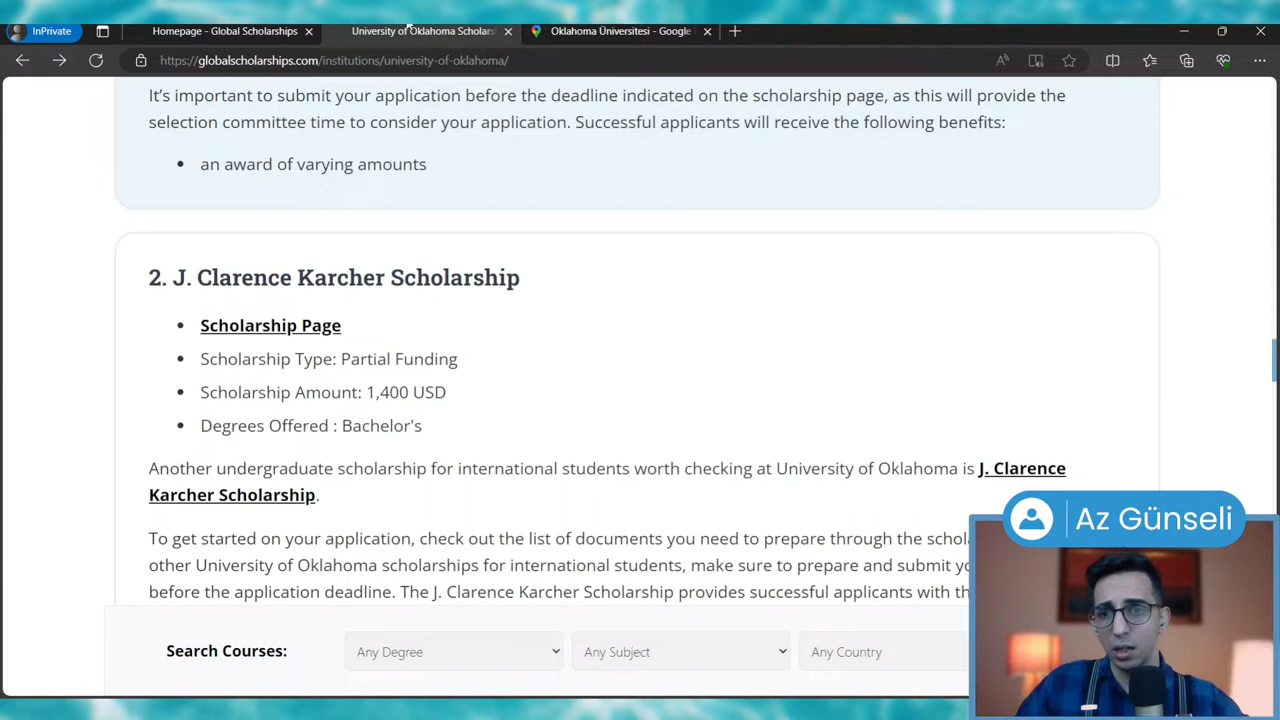 InPrivate
Homepage - Global Scholarships
University of Oklahoma Scholars
Oklahoma Üniversitesi - Google
https://globalscholarships.com/institutions/university-of-oklahoma/
It's important to submit your application before the deadline indicated on the scholarship page, as this will provide the
selection committee time to consider your application. Successful applicants will receive the following benefits:
• an award of varying amounts
2. J. Clarence Karcher Scholarship
• Scholarship Page
• Scholarship Type: Partial Funding
• Scholarship Amount: 1,400 USD
• Degrees Offered : Bachelor's
Another undergraduate scholarship for international students worth checking at University of Oklahoma is J. Clarence
Karcher Scholarship.
To get started on your application, check out the list of documents you need to prepare through the
other University of Oklahoma scholarships for international students, make sure to prepare and submit
before the application deadline. The J. Clarence Karcher Scholarship provides successful applicants with
Az Günseli
Search Courses:
Any Degree
Any Subject
Any Country